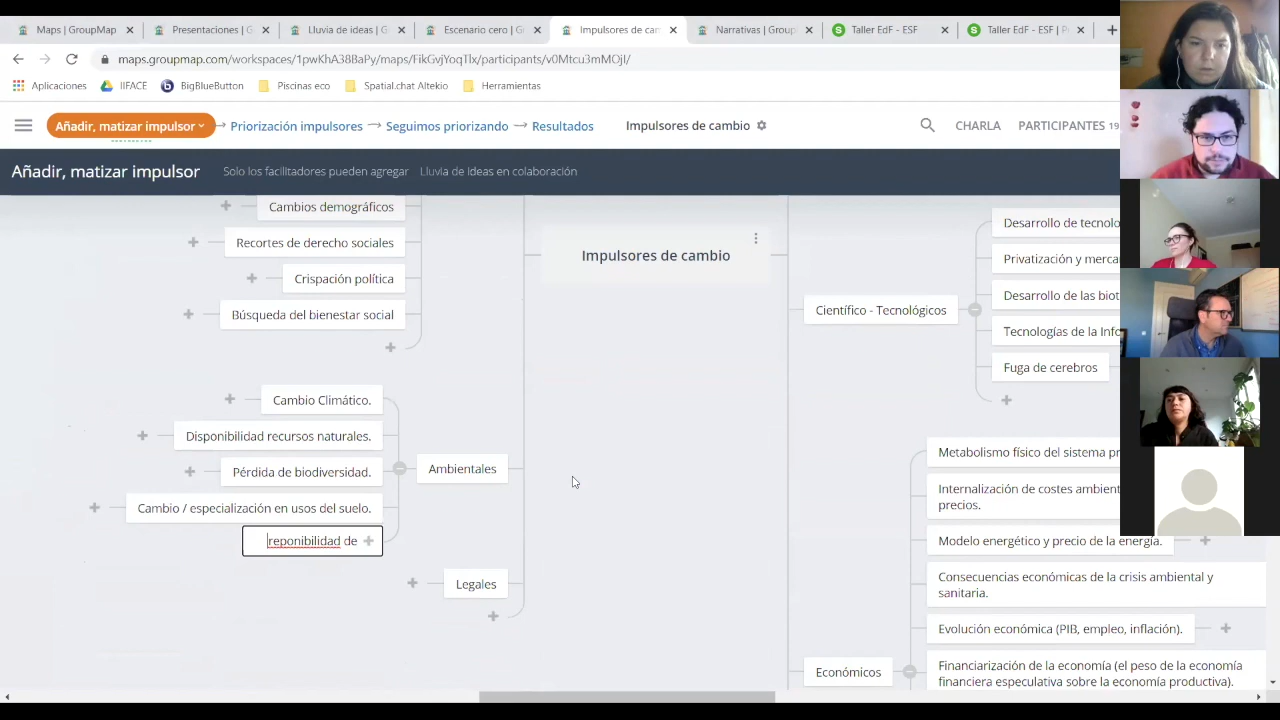 Maps | GroupMap
Presentaciones | G
Lluvia de ideas | G
Escenario cero | G
Impulsores de can
Narrativas | Group
Taller EdF - ESF
Taller EdF - ESF | P
maps.groupmap.com/workspaces/1pwKhA38BaPy/maps/FikGvjYoqTlx/participants/v0Mtcu3mMOjI/
Aplicaciones
IIFACE
BigBlueButton
Piscinas eco
Spatial.chat Altekio
Herramientas
Añadir, matizar impulsor
Priorización impulsores
Seguimos priorizando
Resultados
Impulsores de cambio
CHARLA
PARTICIPANTES 19
Añadir, matizar impulsor
Solo los facilitadores pueden agregar
Lluvia de ideas en colaboración
Cambios demográficos
Recortes de derecho sociales
Crispación política
Búsqueda del bienestar social
Cambio Climático.
Disponibilidad recursos naturales.
Pérdida de biodiversidad.
Cambio / especialización en usos del suelo.
reponibilidad de
Ambientales
Legales
Impulsores de cambio
Científico - Tecnológicos
Desarrollo de tecnolo
Privatización y merca
Desarrollo de las biot
Tecnologías de la Info
Fuga de cerebros
Metabolismo físico del sistema pr
Internalización de costes ambient
precios.
Modelo energético y precio de la energía.
Consecuencias económicas de la crisis ambiental y
sanitaria.
Evolución económica (PIB, empleo, inflación).
Económicos
Financiarización de la economía (el peso de la economía
financiera especulativa sobre la economía productiva).